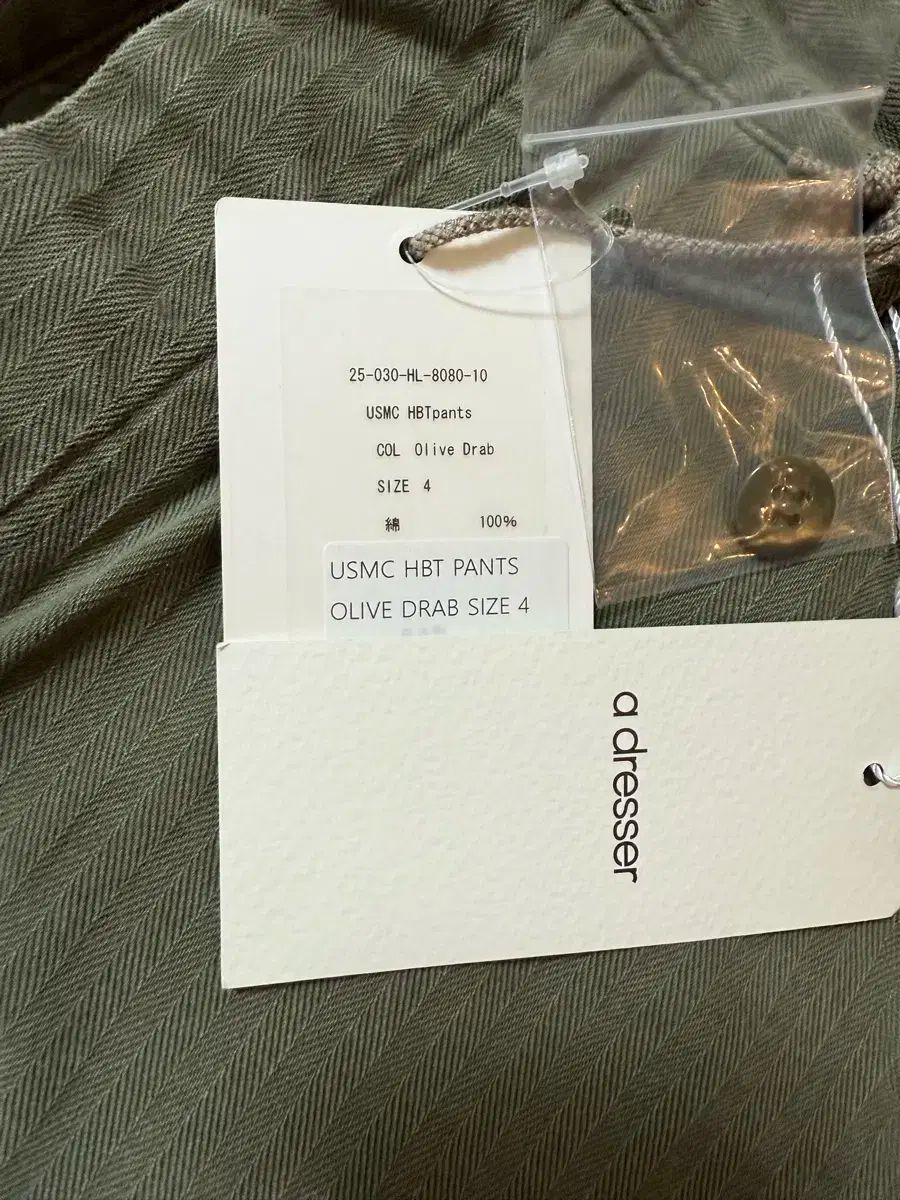 25-030-HL-8080-10
USMC HBTpants
COL Olive Drab
SIZE 4
綿 100%
USMC HBT PANTS
OLIVE DRAB SIZE 4
a dresser